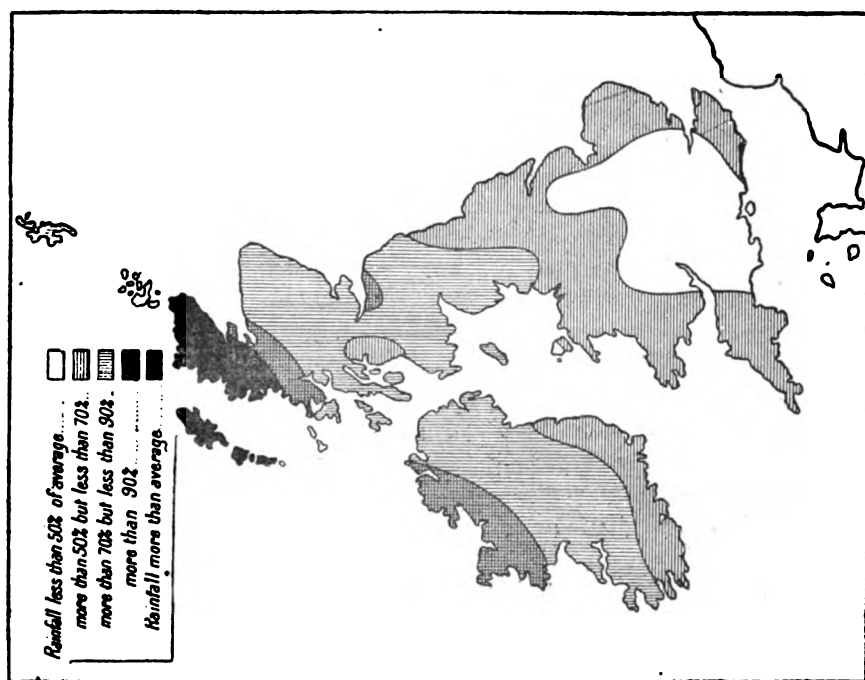 Rainfall less than 50% of average.....
more than 50% but less than 70%..
more than 70% but less than 90%..
more than 90%..........
Rainfall more than average......